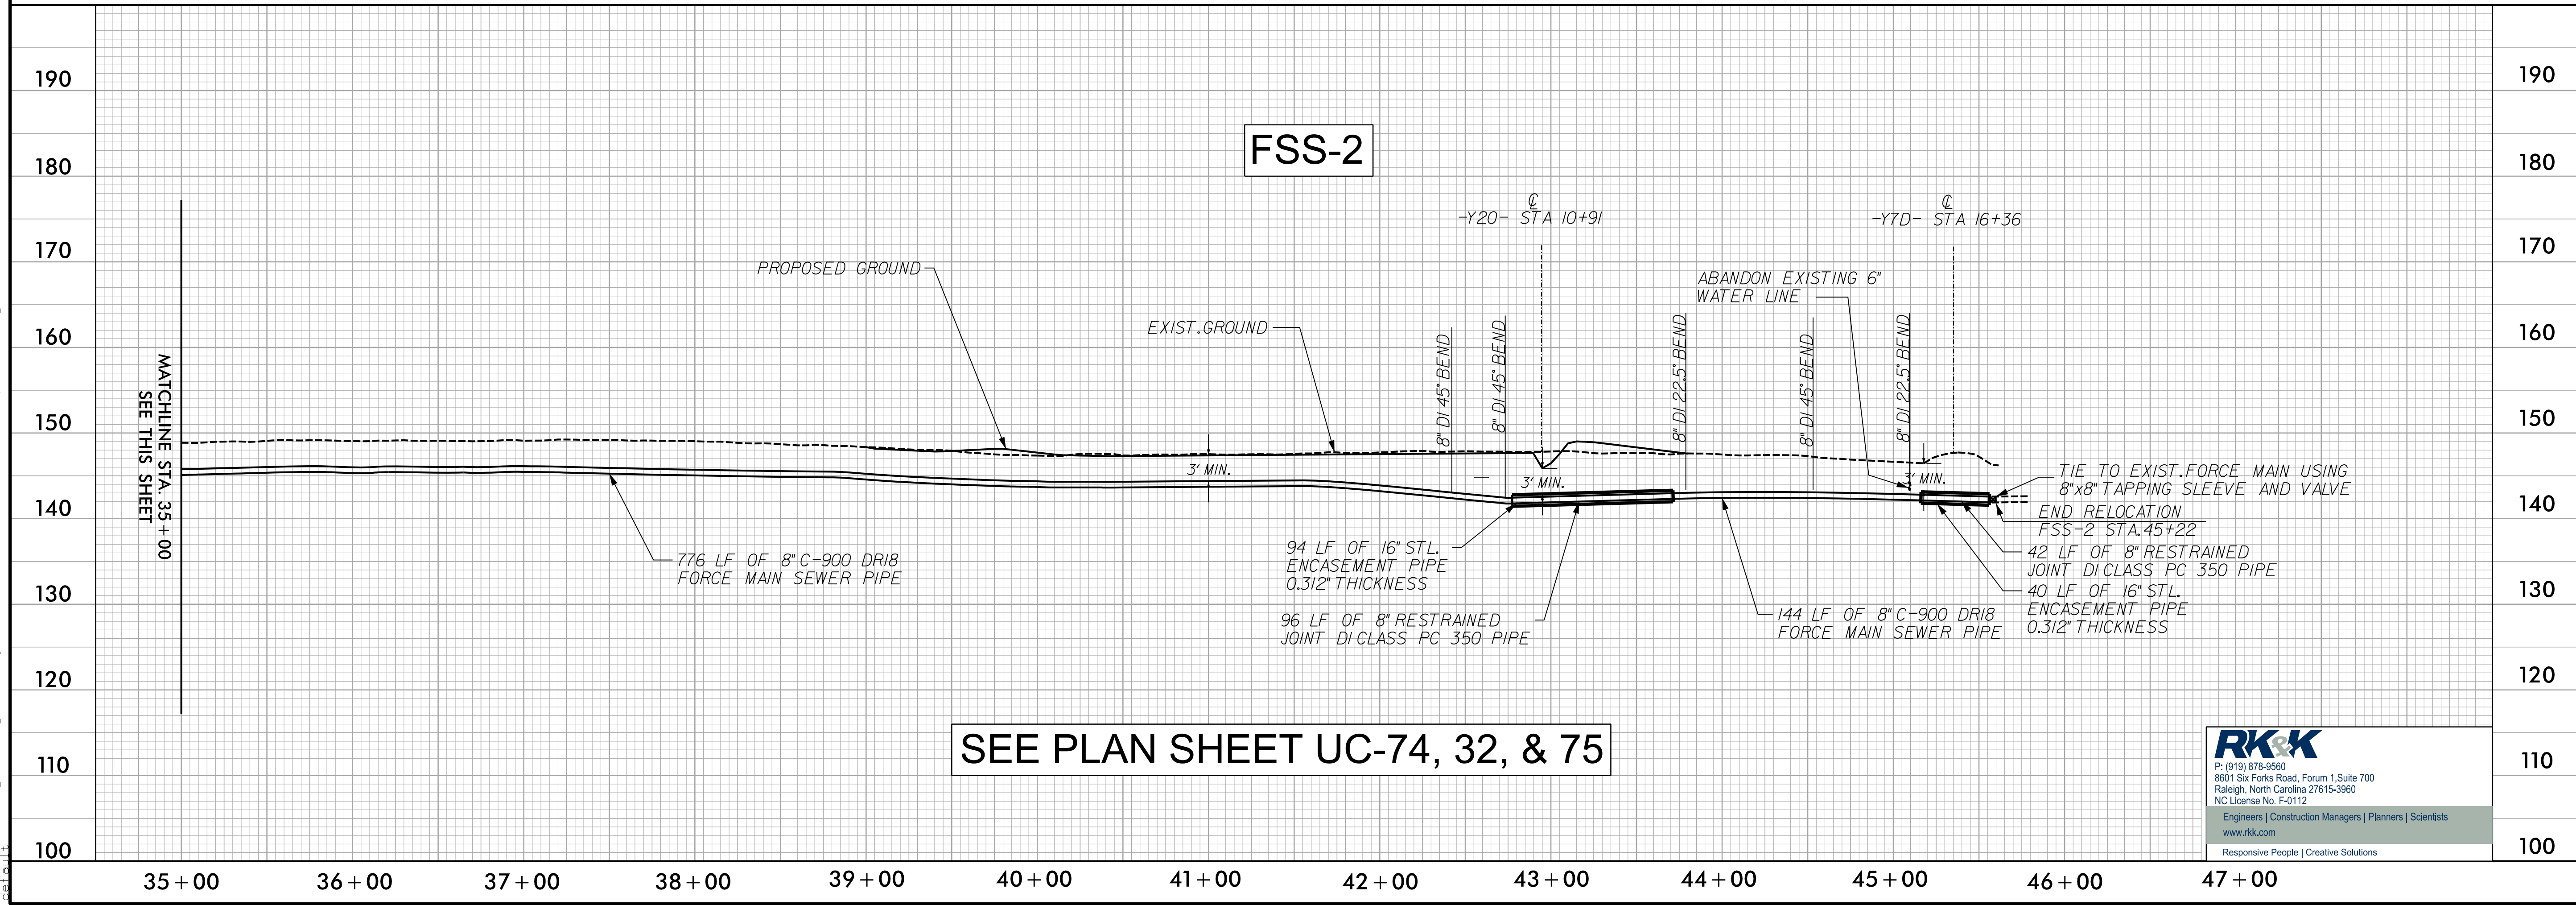 FSS-2
190
180
170
160
150
140
130
120
110
100
190
180
170
160
150
140
130
120
110
100
MATCHLINE STA. 35+00
SEE THIS SHEET
PROPOSED GROUND
EXIST. GROUND
3' MIN.
776 LF OF 8" C-900 DR18
FORCE MAIN SEWER PIPE
8" DI 45° BEND
8" DI 45° BEND
℄
-Y20- STA 10+91
3' MIN.
8" DI 22.5° BEND
ABANDON EXISTING 6"
WATER LINE
8" DI 45° BEND
8" DI 22.5° BEND
℄
-Y7D- STA 16+36
3' MIN.
TIE TO EXIST. FORCE MAIN USING
8"x8" TAPPING SLEEVE AND VALVE
END RELOCATION
FSS-2 STA. 45+22
42 LF OF 8" RESTRAINED
JOINT DI CLASS PC 350 PIPE
40 LF OF 16" STL.
ENCASEMENT PIPE
0.312" THICKNESS
94 LF OF 16" STL.
ENCASEMENT PIPE
0.312" THICKNESS
96 LF OF 8" RESTRAINED
JOINT DI CLASS PC 350 PIPE
144 LF OF 8" C-900 DR18
FORCE MAIN SEWER PIPE
SEE PLAN SHEET UC-74, 32, & 75
RK&K
P: (919) 878-9560
8601 Six Forks Road, Forum 1, Suite 700
Raleigh, North Carolina 27615-3960
NC License No. F-0112
Engineers | Construction Managers | Planners | Scientists
www.rkk.com
Responsive People | Creative Solutions
35+00 36+00 37+00 38+00 39+00 40+00 41+00 42+00 43+00 44+00 45+00 46+00 47+00
default